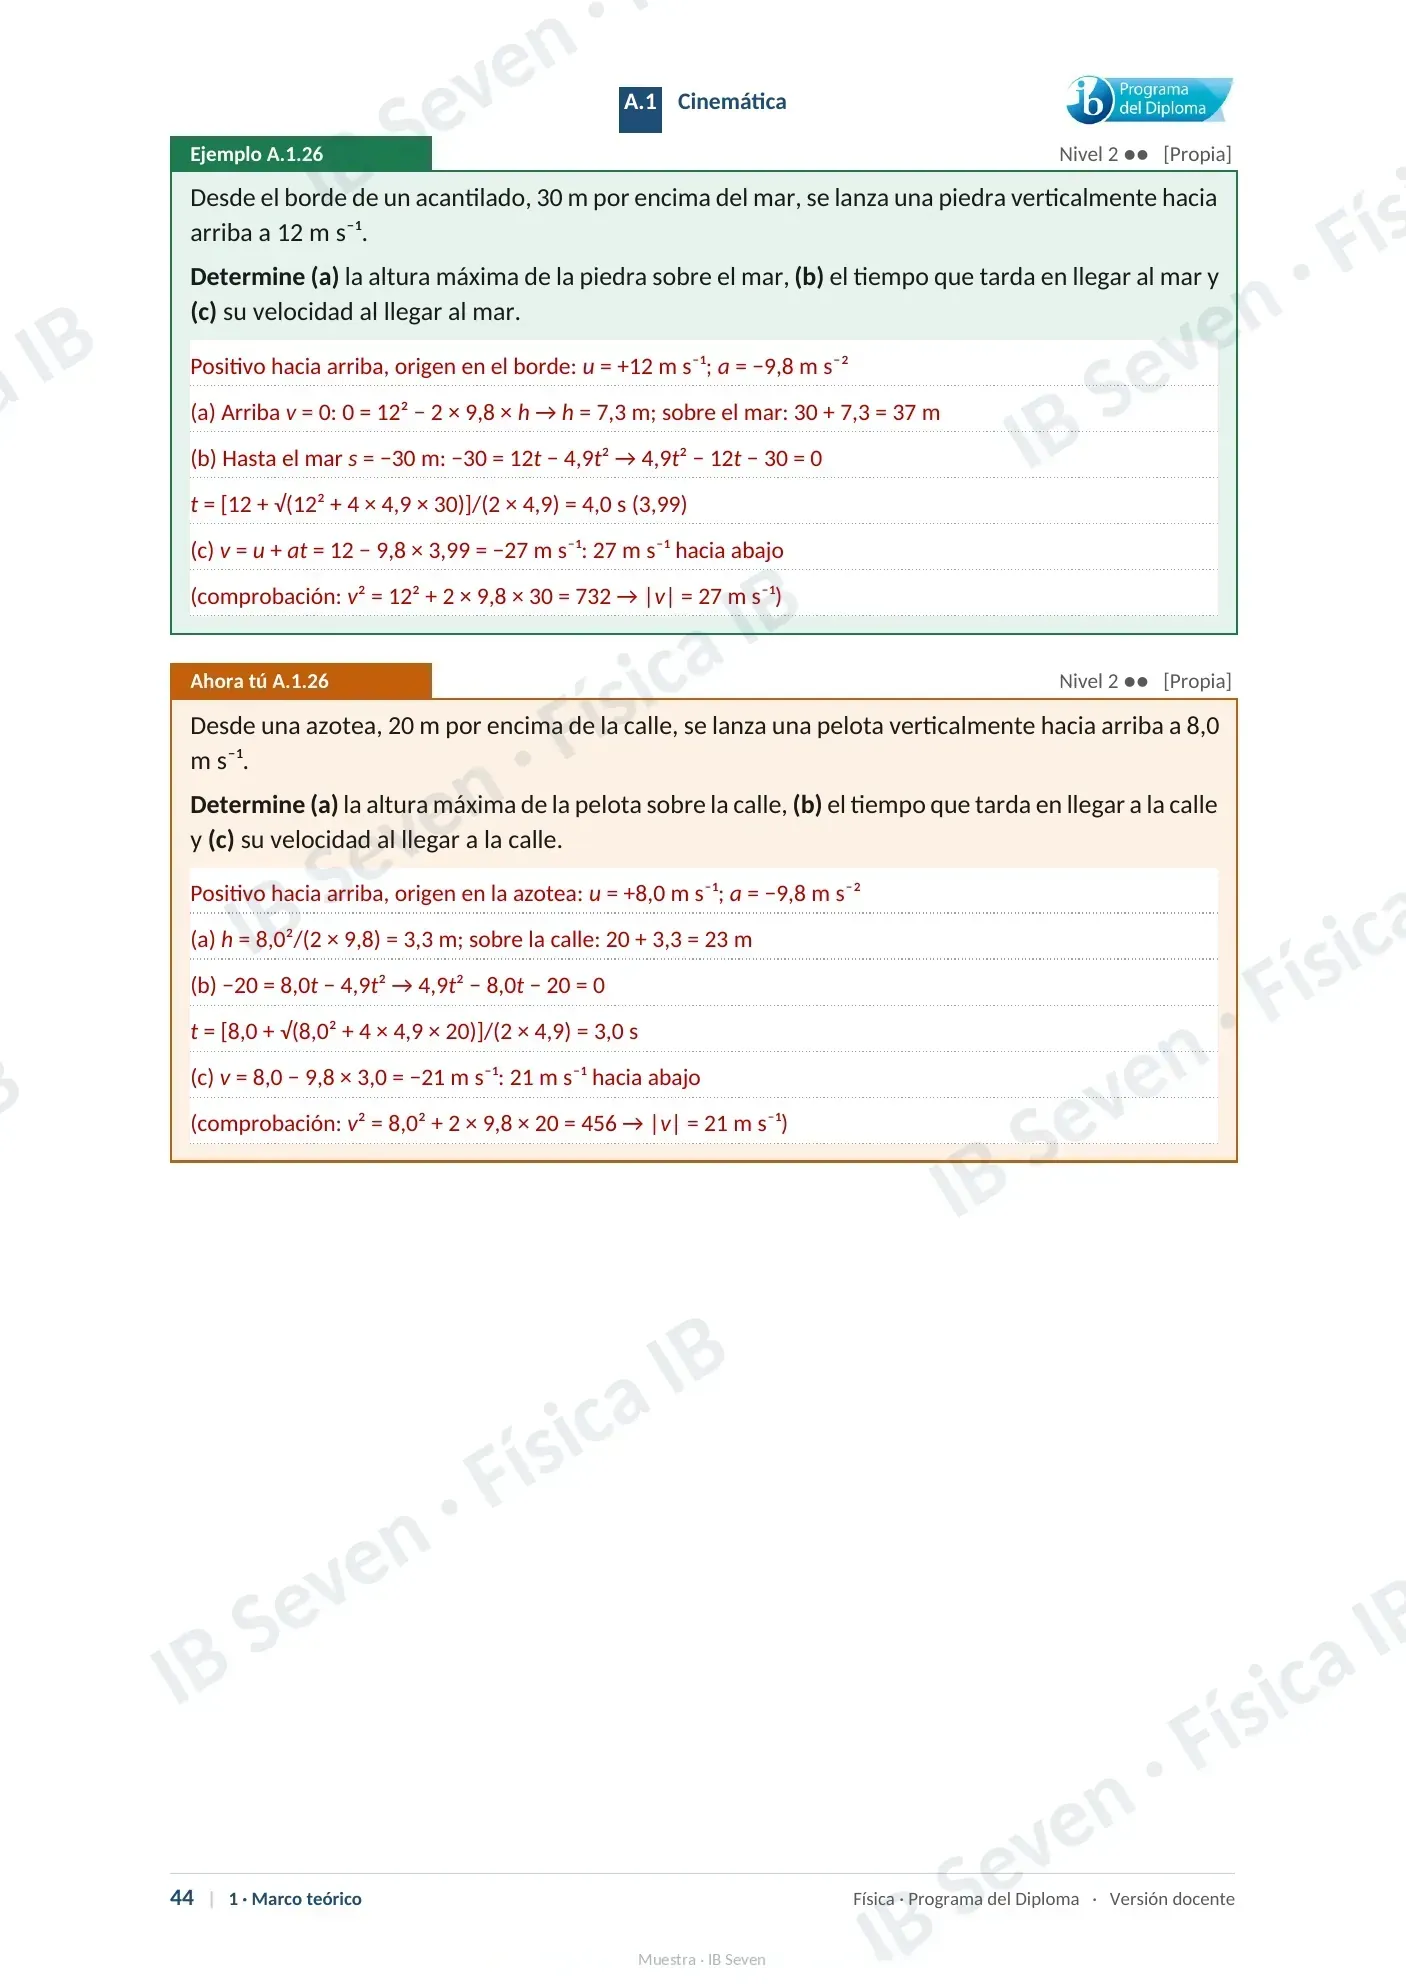 A.1 Cinemática
ib Programa
del Diploma
Ejemplo A.1.26
Nivel 2 ●● [Propia]
Desde el borde de un acantilado, 30 m por encima del mar, se lanza una piedra verticalmente hacia
arriba a 12 m s⁻¹.
Determine (a) la altura máxima de la piedra sobre el mar, (b) el tiempo que tarda en llegar al mar y
(c) su velocidad al llegar al mar.
Positivo hacia arriba, origen en el borde: u = +12 m s⁻¹; a = −9,8 m s⁻²
(a) Arriba v = 0: 0 = 12² − 2 × 9,8 × h → h = 7,3 m; sobre el mar: 30 + 7,3 = 37 m
(b) Hasta el mar s = −30 m: −30 = 12t − 4,9t² → 4,9t² − 12t − 30 = 0
t = [12 + √(12² + 4 × 4,9 × 30)]/(2 × 4,9) = 4,0 s (3,99)
(c) v = u + at = 12 − 9,8 × 3,99 = −27 m s⁻¹: 27 m s⁻¹ hacia abajo
(comprobación: v² = 12² + 2 × 9,8 × 30 = 732 → |v| = 27 m s⁻¹)
Ahora tú A.1.26
Nivel 2 ●● [Propia]
Desde una azotea, 20 m por encima de la calle, se lanza una pelota verticalmente hacia arriba a 8,0
m s⁻¹.
Determine (a) la altura máxima de la pelota sobre la calle, (b) el tiempo que tarda en llegar a la calle
y (c) su velocidad al llegar a la calle.
Positivo hacia arriba, origen en la azotea: u = +8,0 m s⁻¹; a = −9,8 m s⁻²
(a) h = 8,0²/(2 × 9,8) = 3,3 m; sobre la calle: 20 + 3,3 = 23 m
(b) −20 = 8,0t − 4,9t² → 4,9t² − 8,0t − 20 = 0
t = [8,0 + √(8,0² + 4 × 4,9 × 20)]/(2 × 4,9) = 3,0 s
(c) v = 8,0 − 9,8 × 3,0 = −21 m s⁻¹: 21 m s⁻¹ hacia abajo
(comprobación: v² = 8,0² + 2 × 9,8 × 20 = 456 → |v| = 21 m s⁻¹)
IB Seven · Física IB
44 | 1 · Marco teórico
Física · Programa del Diploma · Versión docente
Muestra · IB Seven